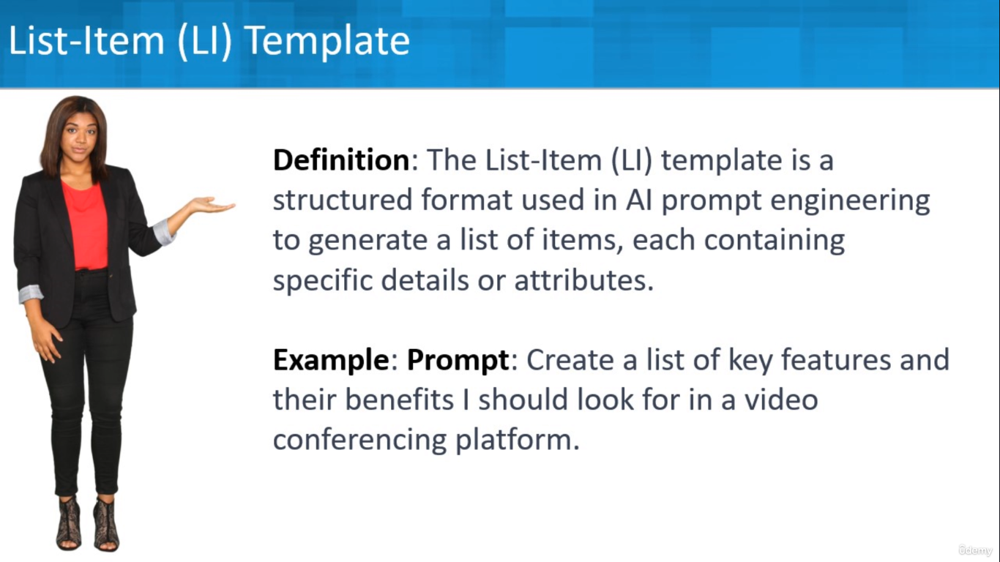 List-Item (LI) Template
Definition: The List-Item (LI) template is a
structured format used in AI prompt engineering
to generate a list of items, each containing
specific details or attributes.
Example: Prompt: Create a list of key features and
their benefits I should look for in a video
conferencing platform.
ûdemy